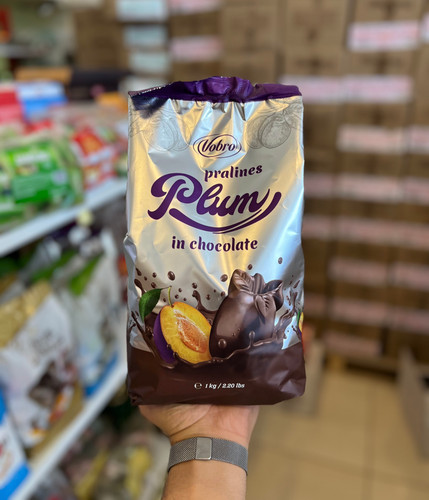 Vobro
pralines
Plum
in chocolate
℮ 1 kg / 2.20 lbs